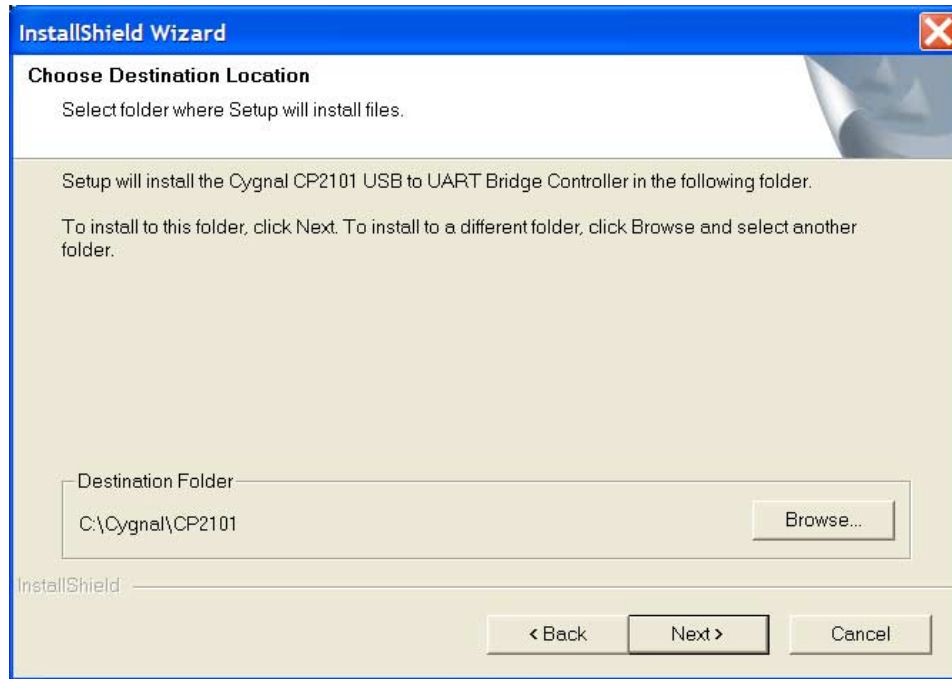 InstallShield Wizard
Choose Destination Location
Select folder where Setup will install files.
Setup will install the Cygnal CP2101 USB to UART Bridge Controller in the following folder.
To install to this folder, click Next. To install to a different folder, click Browse and select another
folder.
Destination Folder
C:\Cygnal\CP2101
Browse...
InstallShield
< Back
Next >
Cancel